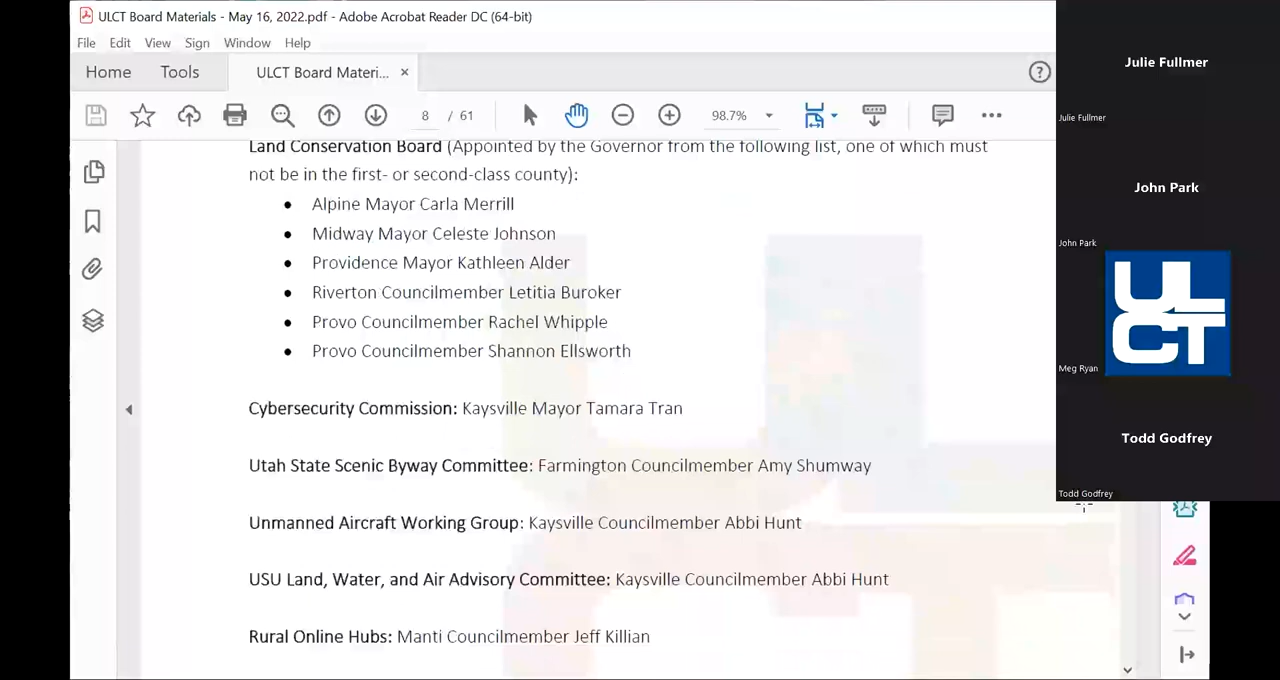 ULCT Board Materials - May 16, 2022.pdf - Adobe Acrobat Reader DC (64-bit)
File Edit View Sign Window Help
Home Tools ULCT Board Materi... ×
8 / 61 98.7%
Land Conservation Board (Appointed by the Governor from the following list, one of which must
not be in the first- or second-class county):
• Alpine Mayor Carla Merrill
• Midway Mayor Celeste Johnson
• Providence Mayor Kathleen Alder
• Riverton Councilmember Letitia Buroker
• Provo Councilmember Rachel Whipple
• Provo Councilmember Shannon Ellsworth
Cybersecurity Commission: Kaysville Mayor Tamara Tran
Utah State Scenic Byway Committee: Farmington Councilmember Amy Shumway
Unmanned Aircraft Working Group: Kaysville Councilmember Abbi Hunt
USU Land, Water, and Air Advisory Committee: Kaysville Councilmember Abbi Hunt
Rural Online Hubs: Manti Councilmember Jeff Killian
Julie Fullmer
Julie Fullmer
John Park
John Park
UL
CT
Meg Ryan
Todd Godfrey
Todd Godfrey